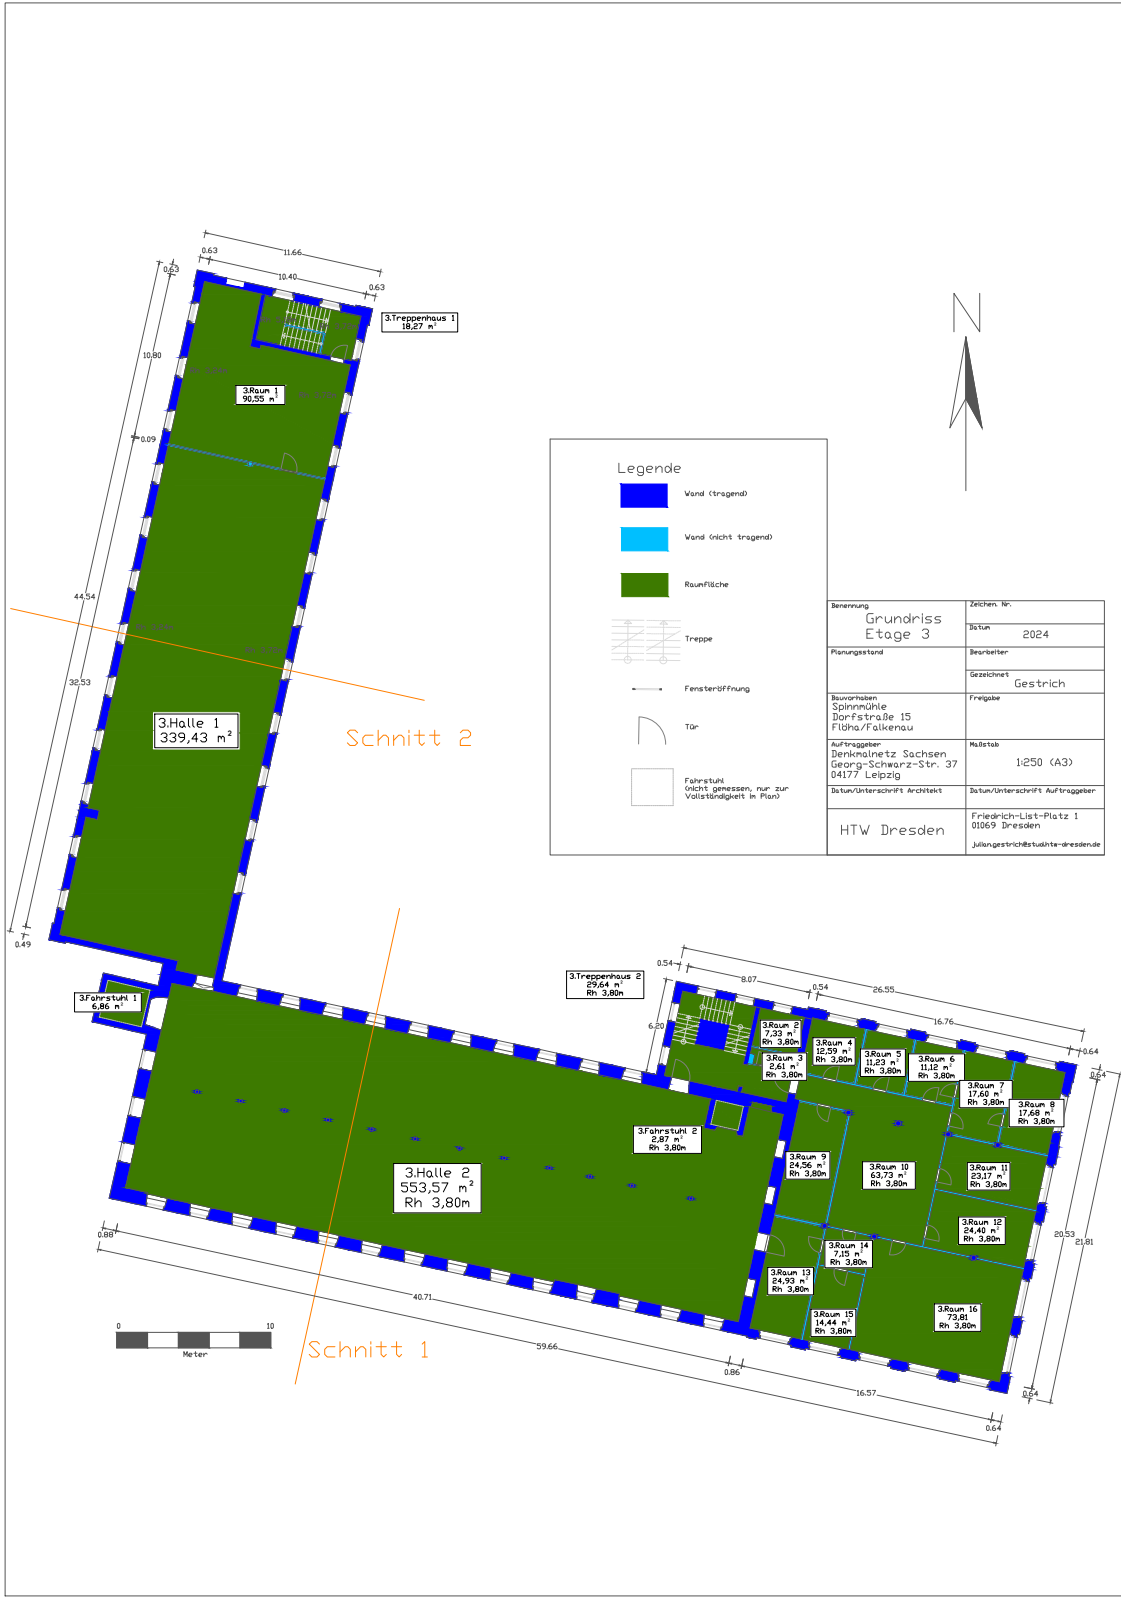 11.66
0.63
0.63
10.40
0.63
3.Treppenhaus 1
18,27 m²
10.80
3.Raum 1
90,55 m²
0.09
N
Legende
Wand (tragend)
Wand (nicht tragend)
Raumfläche
Treppe
Fensteröffnung
Tür
Fahrstuhl
(nicht gemessen, nur zur
Vollständigkeit im Plan)
Benennung
Grundriss
Etage 3
Zeichen. Nr.
Datum
2024
Planungsstand
Bearbeiter
Gezeichnet
Gestrich
Bauvorhaben
Spinnmühle
Dorfstraße 15
Flöha/Falkenau
Freigabe
Auftraggeber
Denkmalnetz Sachsen
Georg-Schwarz-Str. 37
04177 Leipzig
Maßstab
1:250 (A3)
Datum/Unterschrift Architekt
Datum/Unterschrift Auftraggeber
HTW Dresden
Friedrich-List-Platz 1
01069 Dresden
julian.gestrich@stud.htw-dresden.de
44.54
32.53
3.Halle 1
339,43 m²
Schnitt 2
0.49
3.Fahrstuhl 1
6,86 m²
3.Treppenhaus 2
29,64 m²
Rh 3,80m
0.54
8.07
0.54
26.55
16.76
0.64
0.64
6.20
3.Raum 2
7,33 m²
Rh 3,80m
3.Raum 3
2,61 m²
Rh 3,80m
3.Raum 4
12,59 m²
Rh 3,80m
3.Raum 5
11,23 m²
Rh 3,80m
3.Raum 6
11,12 m²
Rh 3,80m
3.Raum 7
17,60 m²
Rh 3,80m
3.Raum 8
17,68 m²
Rh 3,80m
3.Fahrstuhl 2
2,87 m²
Rh 3,80m
3.Halle 2
553,57 m²
Rh 3,80m
3.Raum 9
24,56 m²
Rh 3,80m
3.Raum 10
63,73 m²
Rh 3,80m
3.Raum 11
23,17 m²
Rh 3,80m
3.Raum 12
24,40 m²
Rh 3,80m
3.Raum 13
24,93 m²
Rh 3,80m
3.Raum 14
7,15 m²
Rh 3,80m
3.Raum 15
14,44 m²
Rh 3,80m
3.Raum 16
73,81
Rh 3,80m
20.53
21.81
0.88
40.71
59.66
0.86
16.57
0.64
0.64
0
10
Meter
Schnitt 1